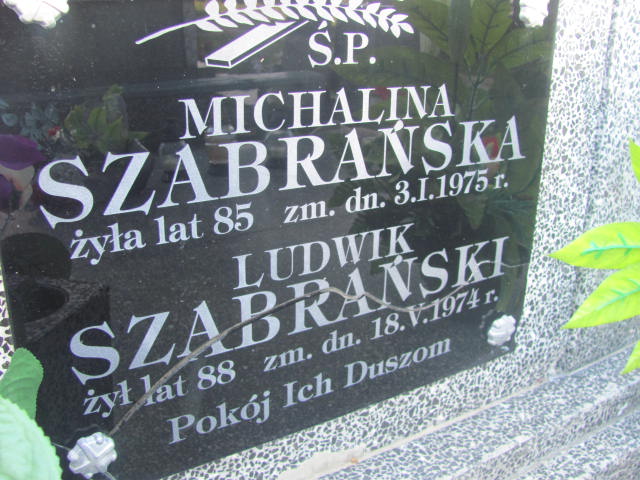 Ś.P.
MICHALINA
SZABRAŃSKA
żyła lat 85 zm. dn. 3.I.1975 r.
LUDWIK
SZABRAŃSKI
żył lat 88 zm. dn. 18.V.1974 r.
Pokój Ich Duszom